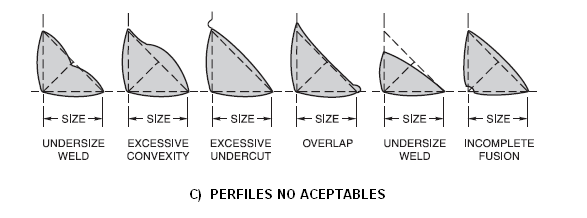 SIZE SIZE SIZE SIZE SIZE SIZE
UNDERSIZE WELD
EXCESSIVE CONVEXITY
EXCESSIVE UNDERCUT
OVERLAP
UNDERSIZE WELD
INCOMPLETE FUSION
C) PERFILES NO ACEPTABLES